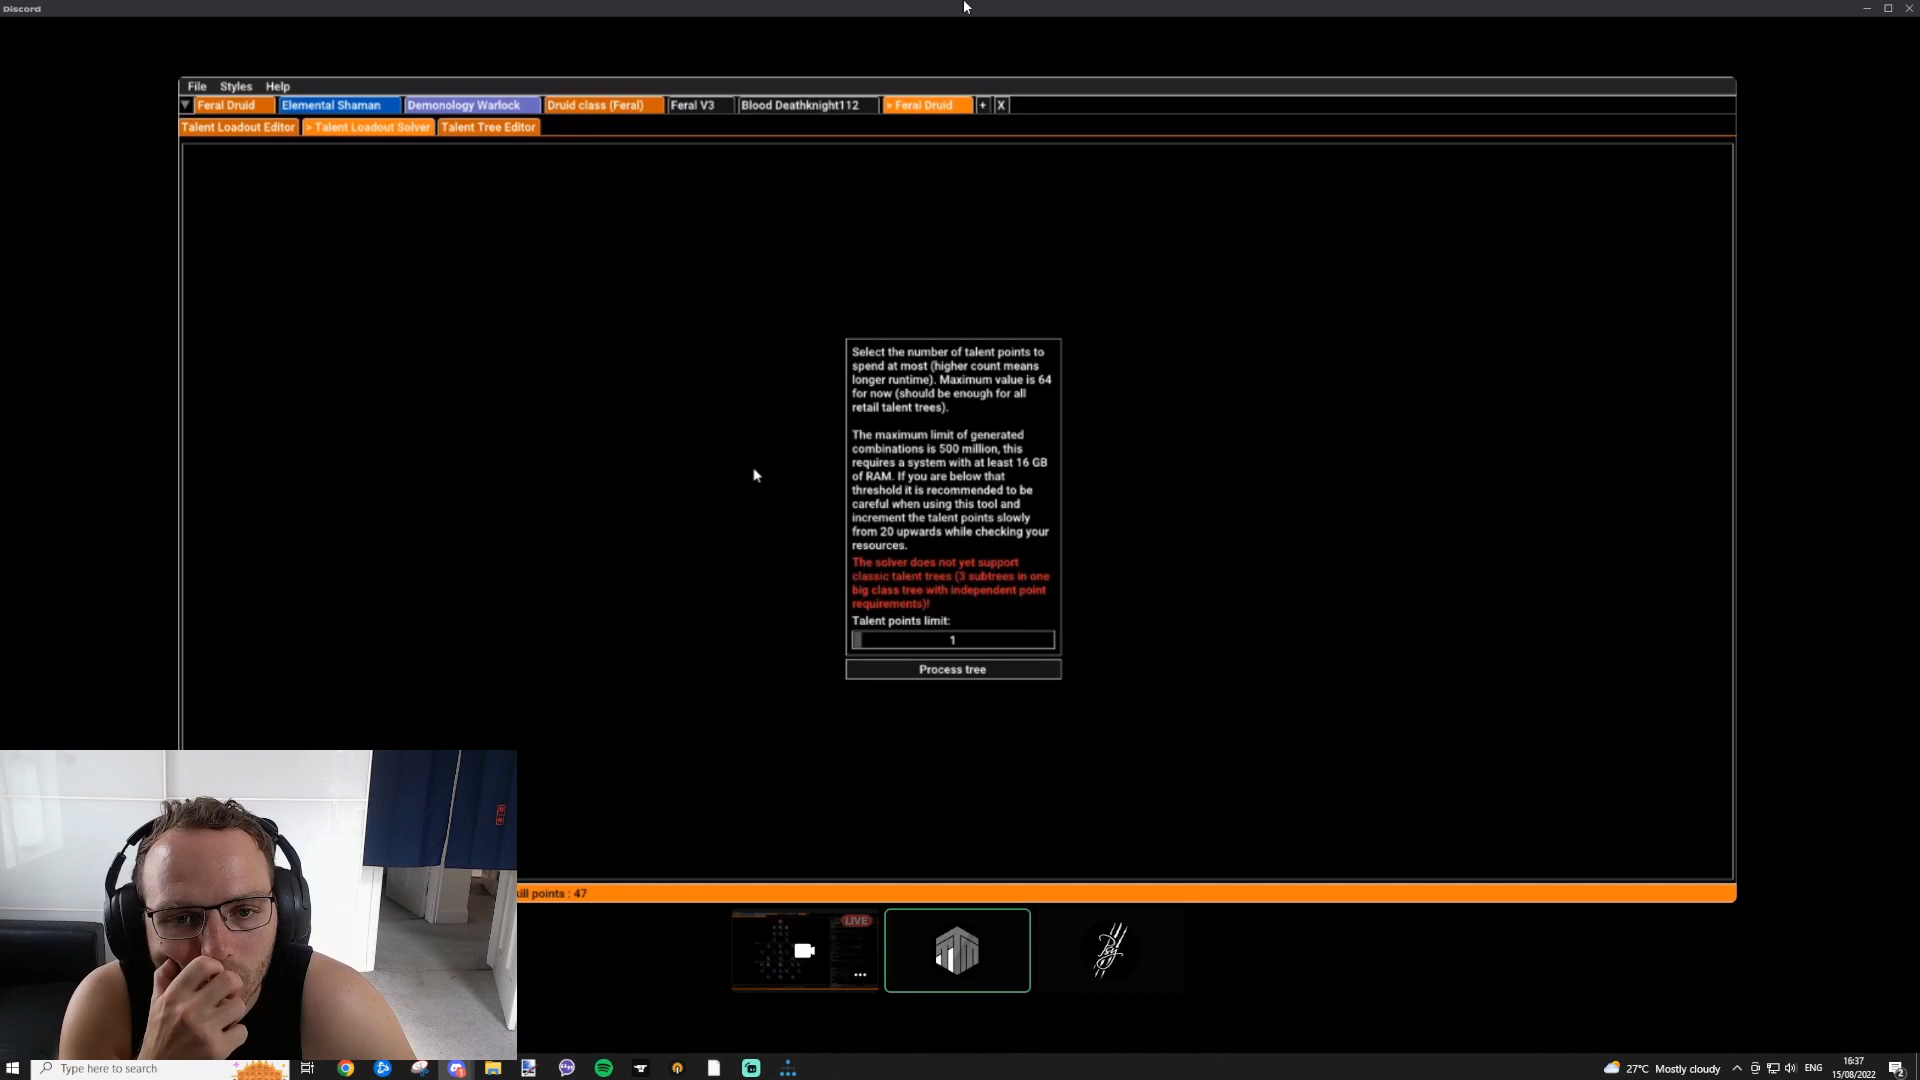 Discord
File Styles Help
Feral Druid Elemental Shaman Demonology Warlock Druid class (Feral) Feral V3 Blood Deathknight112 > Feral Druid + X
Talent Loadout Editor > Talent Loadout Solver Talent Tree Editor
Select the number of talent points to
spend at most (higher count means
longer runtime). Maximum value is 64
for now (should be enough for all
retail talent trees).
The maximum limit of generated
combinations is 500 million, this
requires a system with at least 16 GB
of RAM. If you are below that
threshold it is recommended to be
careful when using this tool and
increment the talent points slowly
from 20 upwards while checking your
resources.
The solver does not yet support
classic talent trees (3 subtrees in one
big class tree with independent point
requirements)!
Talent points limit:
1
Process tree
kill points : 47
LIVE
Type here to search
27°C Mostly cloudy
ENG
16:37
15/08/2022
2